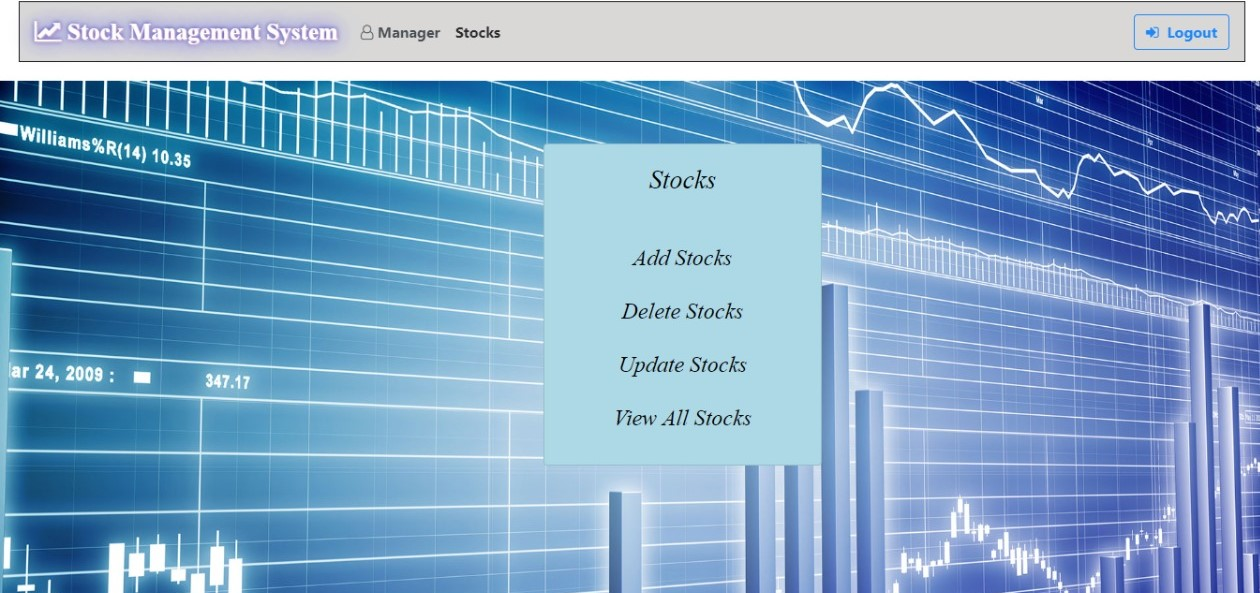 Stock Management System
Manager
Stocks
Logout
Williams%R(14) 10.35
Stocks
Add Stocks
Delete Stocks
Update Stocks
View All Stocks
ar 24, 2009 :
347.17